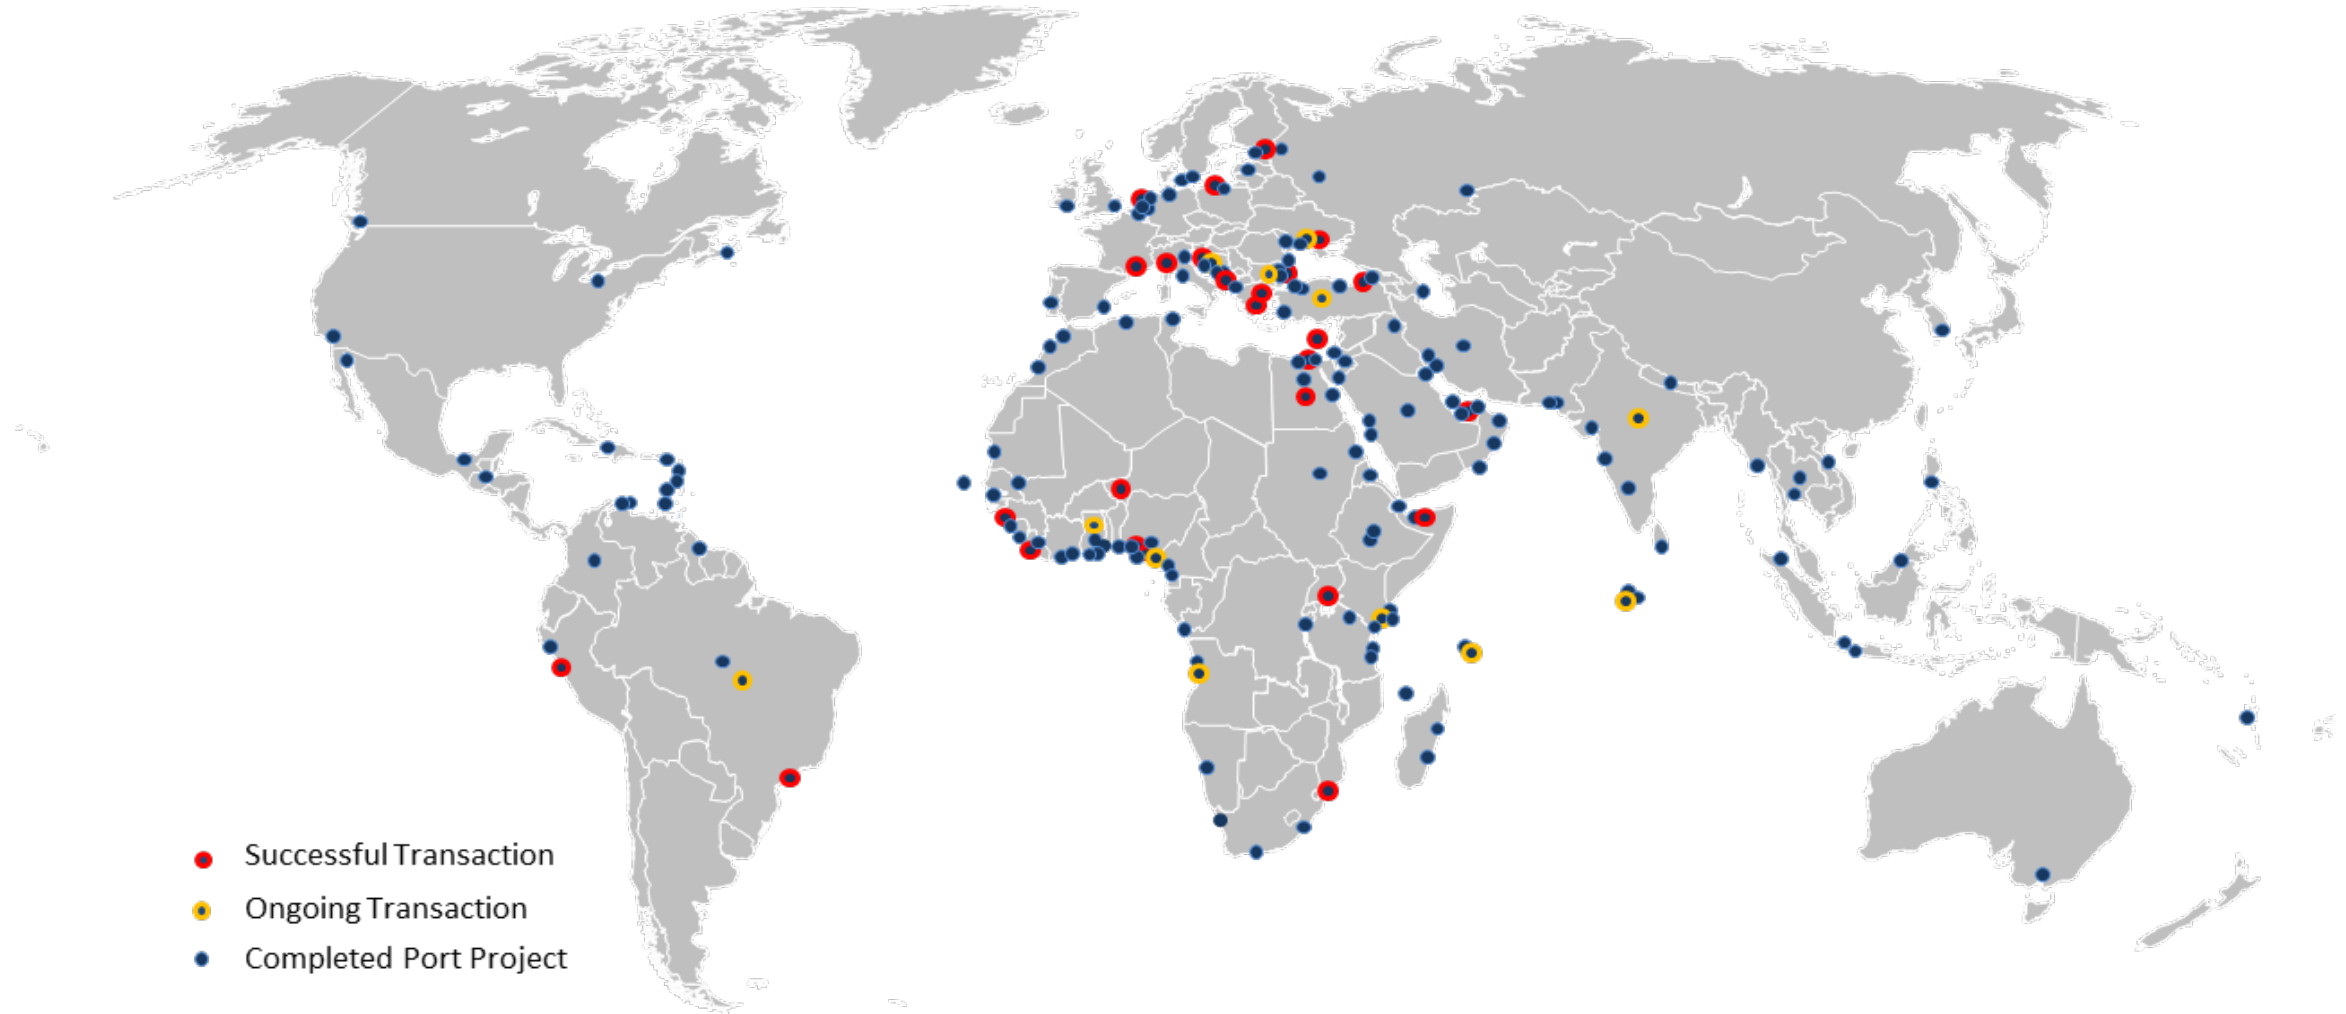 Successful Transaction
Ongoing Transaction
Completed Port Project